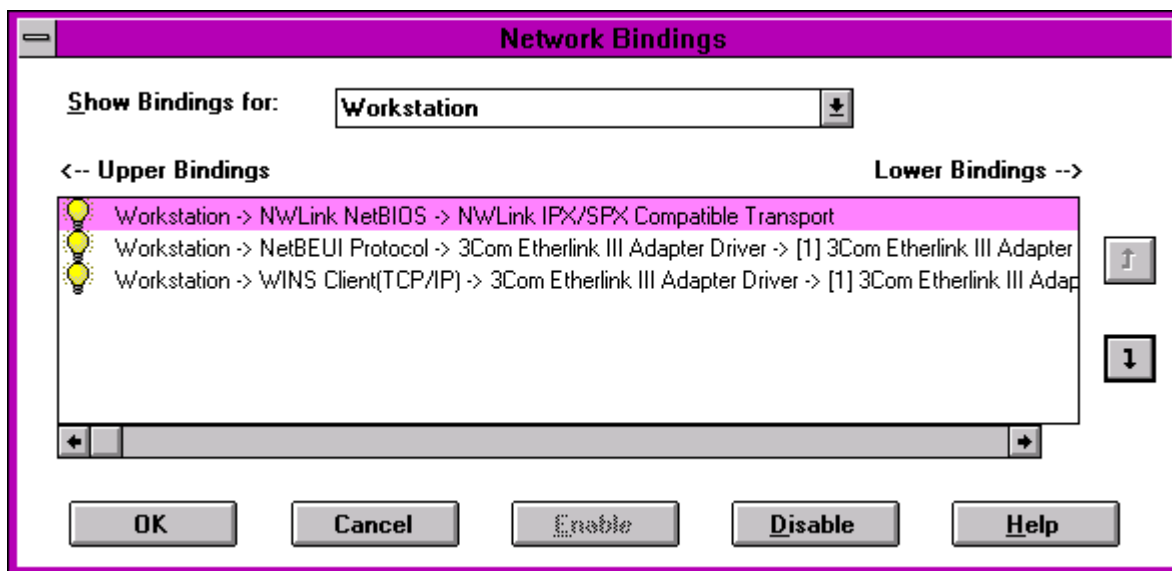 Network Bindings
Show Bindings for: Workstation
<-- Upper Bindings Lower Bindings -->
Workstation -> NWLink NetBIOS -> NWLink IPX/SPX Compatible Transport
Workstation -> NetBEUI Protocol -> 3Com Etherlink III Adapter Driver -> [1] 3Com Etherlink III Adapter
Workstation -> WINS Client(TCP/IP) -> 3Com Etherlink III Adapter Driver -> [1] 3Com Etherlink III Adap
OK Cancel Enable Disable Help